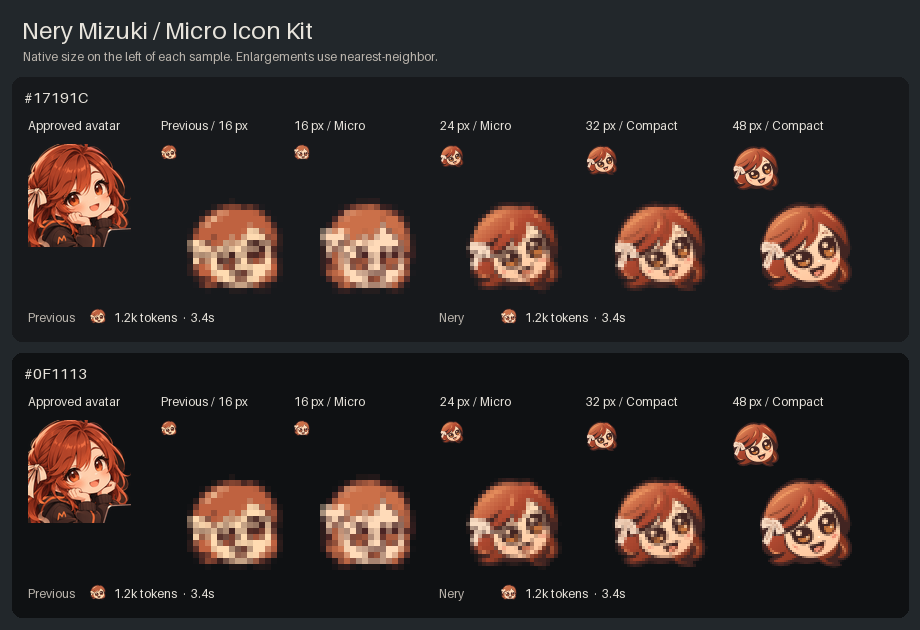 Nery Mizuki / Micro Icon Kit
Native size on the left of each sample. Enlargements use nearest-neighbor.
#17191C
Approved avatar Previous / 16 px 16 px / Micro 24 px / Micro 32 px / Compact 48 px / Compact
Previous 1.2k tokens · 3.4s Nery 1.2k tokens · 3.4s
#0F1113
Approved avatar Previous / 16 px 16 px / Micro 24 px / Micro 32 px / Compact 48 px / Compact
Previous 1.2k tokens · 3.4s Nery 1.2k tokens · 3.4s